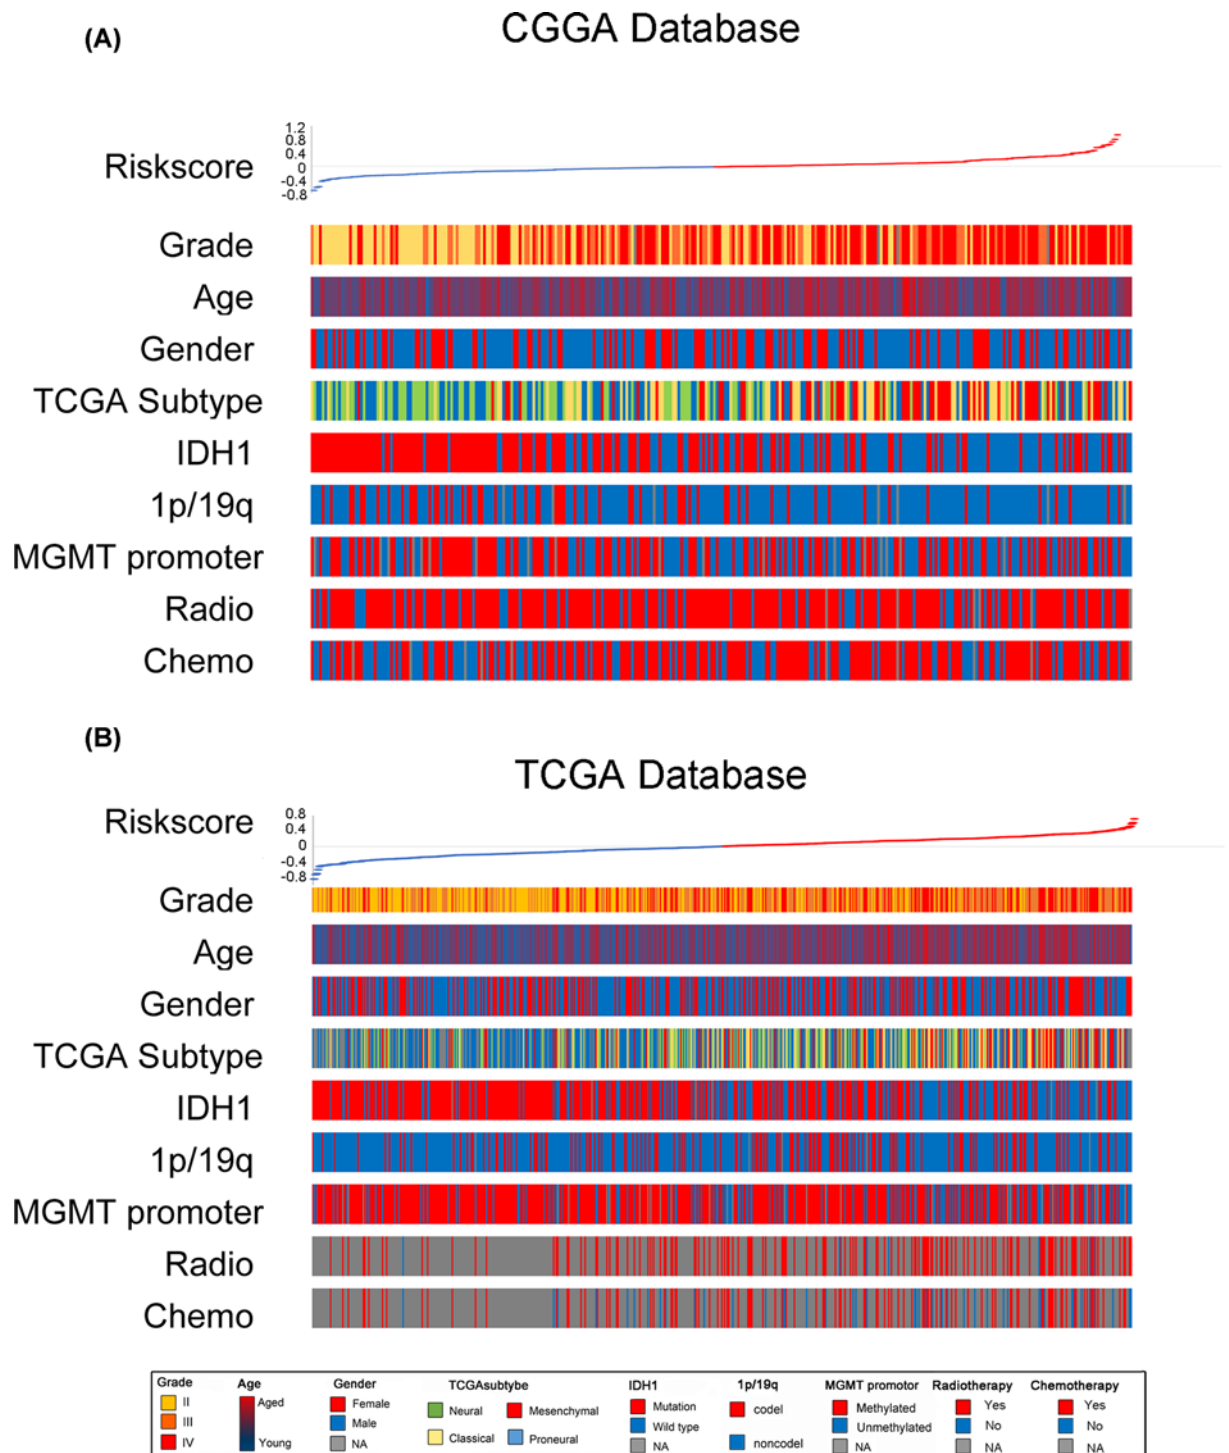 (A)
CGGA Database
1.2
0.8
0.4
0
-0.4
-0.8
Riskscore
Grade
Age
Gender
TCGA Subtype
IDH1
1p/19q
MGMT promoter
Radio
Chemo
(B)
TCGA Database
0.8
0.4
0
-0.4
-0.8
Riskscore
Grade
Age
Gender
TCGA Subtype
IDH1
1p/19q
MGMT promoter
Radio
Chemo
Grade Age Gender TCGAsubtybe IDH1 1p/19q MGMT promotor Radiotherapy Chemotherapy
II Aged Female Neural Mesenchymal Mutation codel Methylated Yes Yes
III Male Wild type Unmethylated No No
IV Young NA Classical Proneural NA noncodel NA NA NA